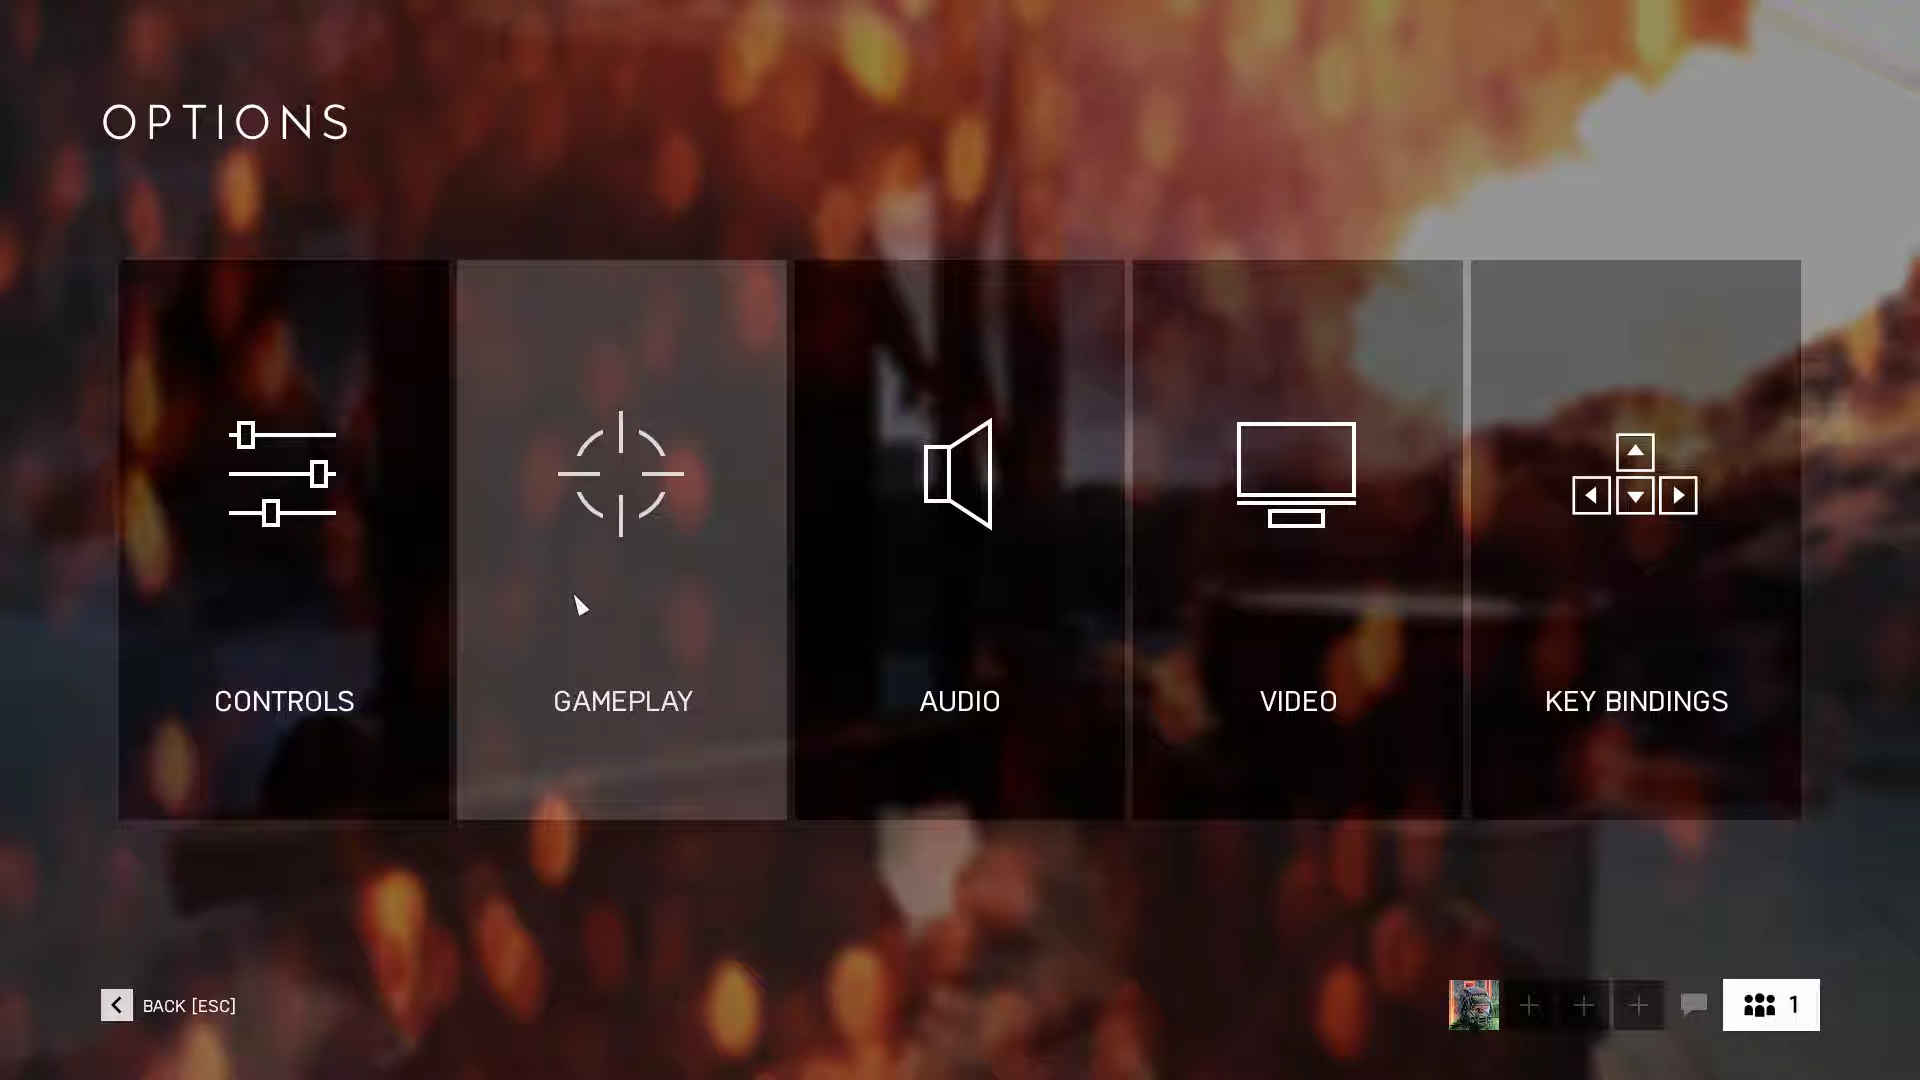 OPTIONS
CONTROLS
GAMEPLAY
AUDIO
VIDEO
KEY BINDINGS
BACK [ESC]
1